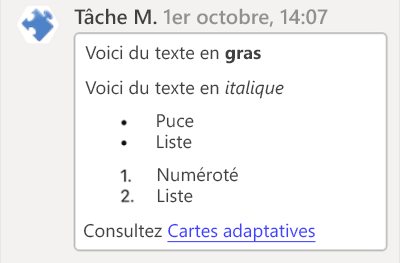 Tâche M. 1er octobre, 14:07
Voici du texte en gras
Voici du texte en italique
• Puce
• Liste
1. Numéroté
2. Liste
Consultez Cartes adaptatives